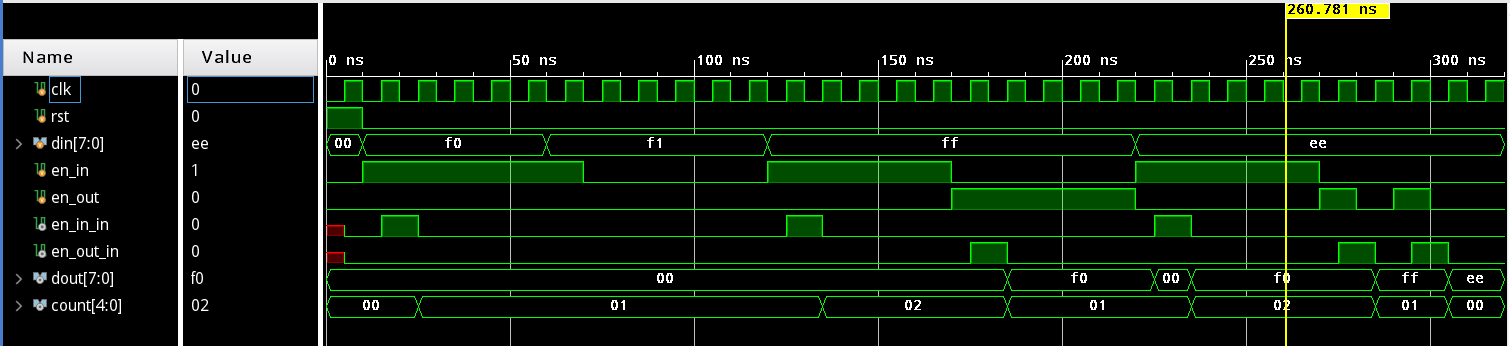 260.781 ns
Name Value
0 ns 50 ns 100 ns 150 ns 200 ns 250 ns 300 ns
clk 0
rst 0
din[7:0] ee 00 f0 f1 ff ee
en_in 1
en_out 0
en_in_in 0
en_out_in 0
dout[7:0] f0 00 f0 00 f0 ff ee
count[4:0] 02 00 01 02 01 02 01 00